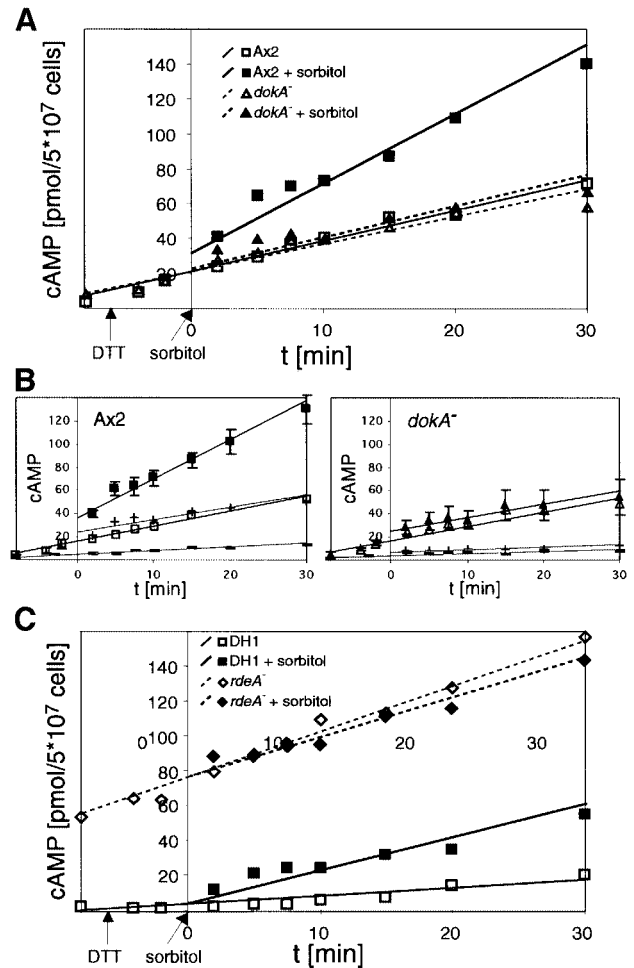 A
cAMP [pmol/5*10⁷ cells]
140
120
100
80
60
40
20
Ax2
Ax2 + sorbitol
dokA⁻
dokA⁻ + sorbitol
0 10 20 30
DTT sorbitol t [min]
B
Ax2
cAMP
120
100
80
60
40
20
0 10 20 30
t [min]
dokA⁻
cAMP
120
100
80
60
40
20
0 10 20 30
t [min]
C
cAMP [pmol/5*10⁷ cells]
140
120
100
80
60
40
20
DH1
DH1 + sorbitol
rdeA⁻
rdeA⁻ + sorbitol
0 10 20 30
0 10 20 30
DTT sorbitol t [min]